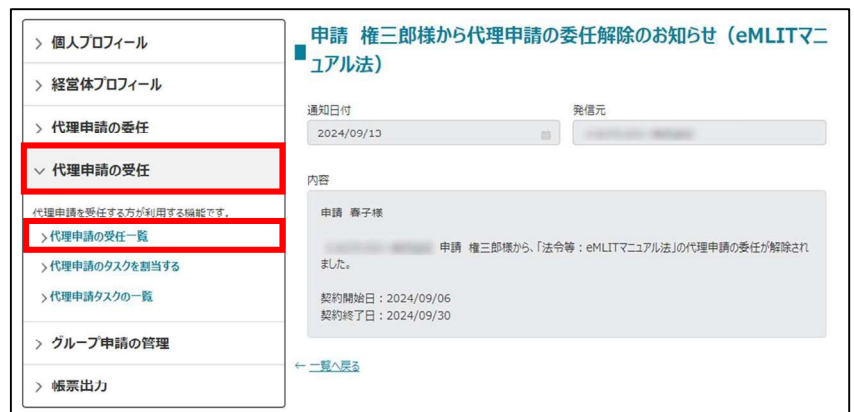 個人プロフィール
経営体プロフィール
代理申請の委任
代理申請の受任
代理申請を受任する方が利用する機能です。
代理申請の受任一覧
代理申請のタスクを割当する
代理申請タスクの一覧
グループ申請の管理
帳票出力
申請 権三郎様から代理申請の委任解除のお知らせ（eMLITマニ
ュアル法）
通知日付
発信元
2024/09/13
内容
申請 春子様
申請 権三郎様から、「法令等：eMLITマニュアル法」の代理申請の委任が解除され
ました。
契約開始日：2024/09/06
契約終了日：2024/09/30
← 一覧へ戻る